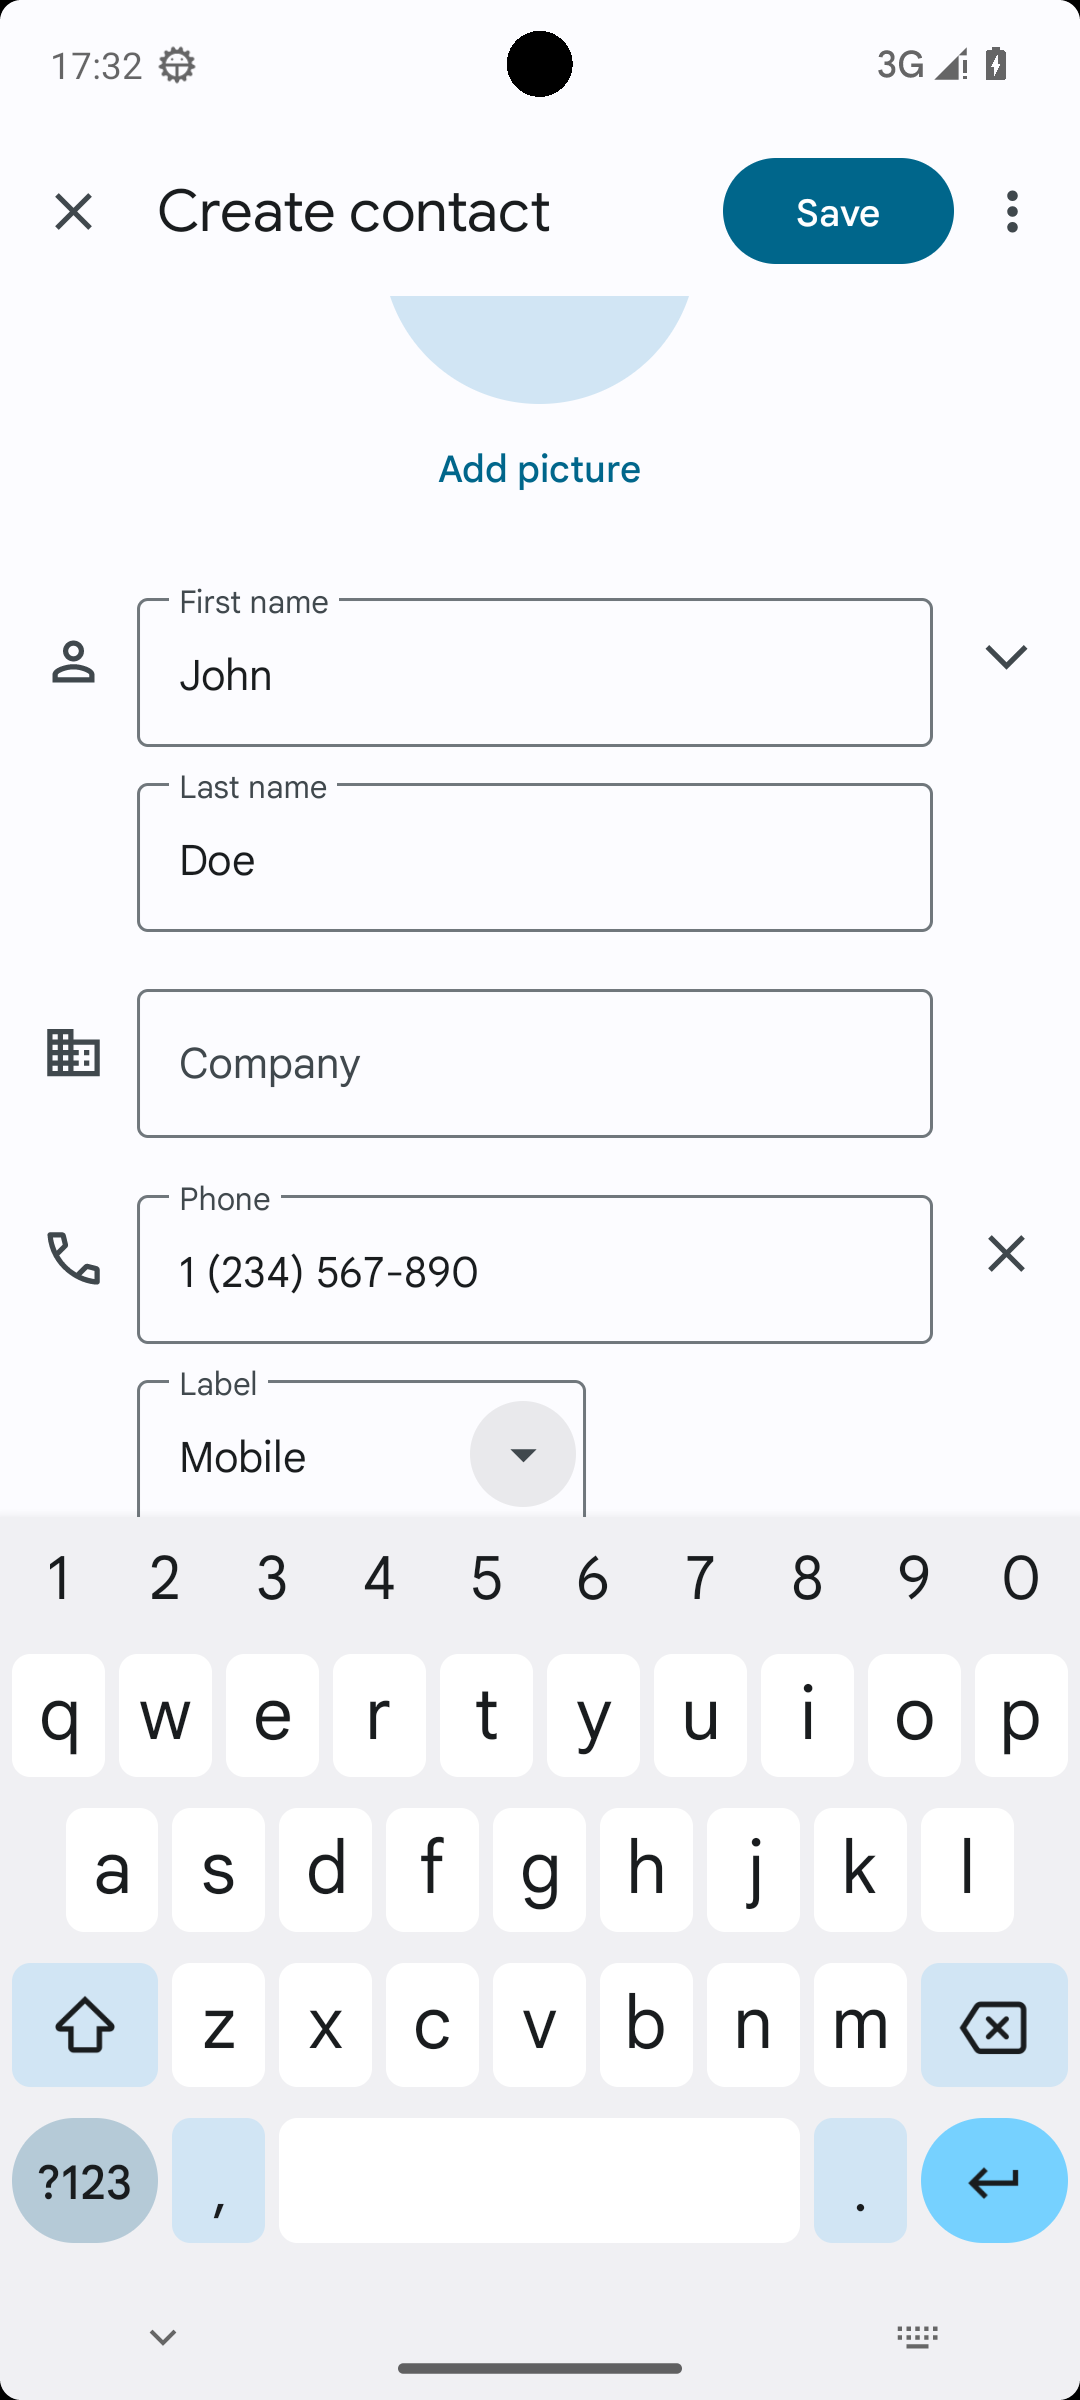 17:32
3G
Create contact
Save
Add picture
First name
John
Last name
Doe
Company
Phone
1 (234) 567-890
Label
Mobile
1 2 3 4 5 6 7 8 9 0
q w e r t y u i o p
a s d f g h j k l
z x c v b n m
?123 , .